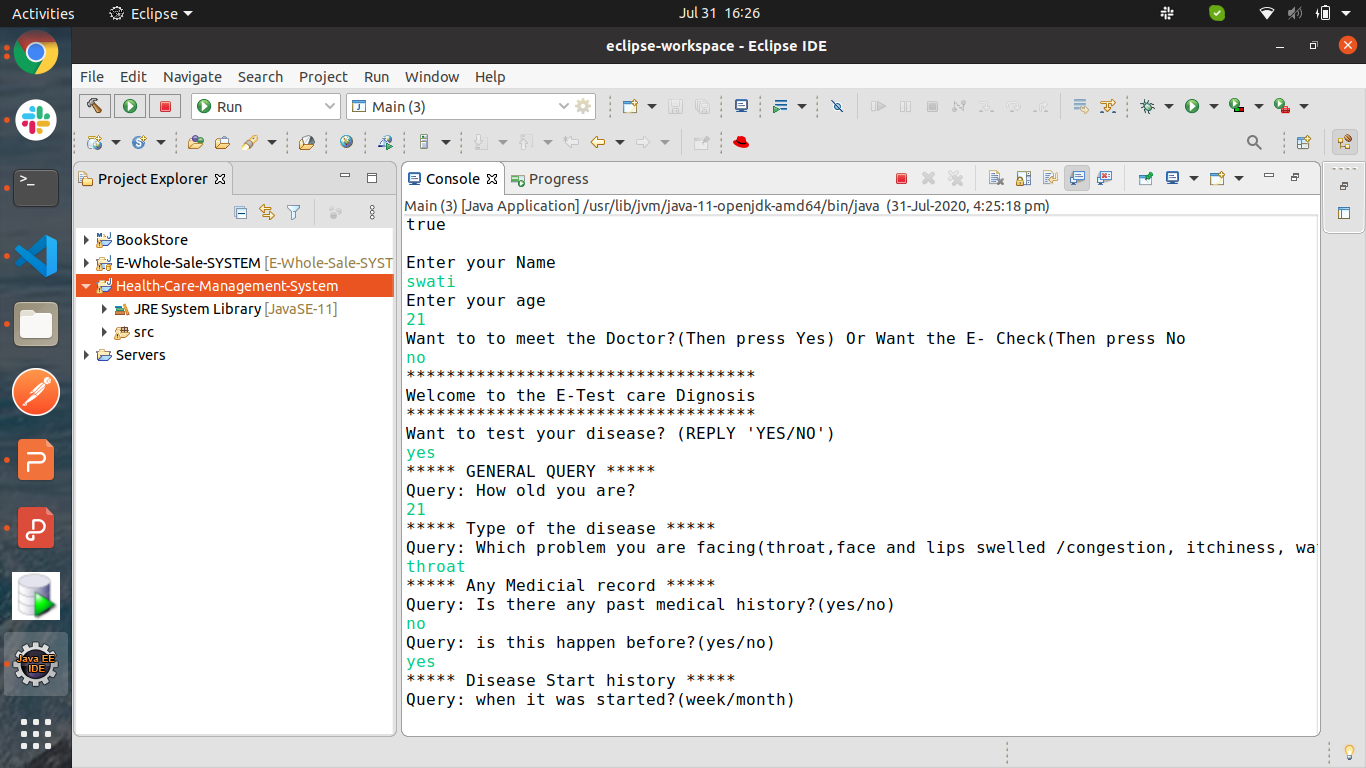 Activities
Eclipse
Jul 31 16:26
eclipse-workspace - Eclipse IDE
File Edit Navigate Search Project Run Window Help
Run
Main (3)
Project Explorer
BookStore
E-Whole-Sale-SYSTEM [E-Whole-Sale-SYST
Health-Care-Management-System
JRE System Library [JavaSE-11]
src
Servers
Java EE
IDE
Console
Progress
Main (3) [Java Application] /usr/lib/jvm/java-11-openjdk-amd64/bin/java (31-Jul-2020, 4:25:18 pm)
true
Enter your Name
swati
Enter your age
21
Want to to meet the Doctor?(Then press Yes) Or Want the E- Check(Then press No
no
***********************************
Welcome to the E-Test care Dignosis
***********************************
Want to test your disease? (REPLY 'YES/NO')
yes
***** GENERAL QUERY *****
Query: How old you are?
21
***** Type of the disease *****
Query: Which problem you are facing(throat,face and lips swelled /congestion, itchiness, wa
throat
***** Any Medicial record *****
Query: Is there any past medical history?(yes/no)
no
Query: is this happen before?(yes/no)
yes
***** Disease Start history *****
Query: when it was started?(week/month)